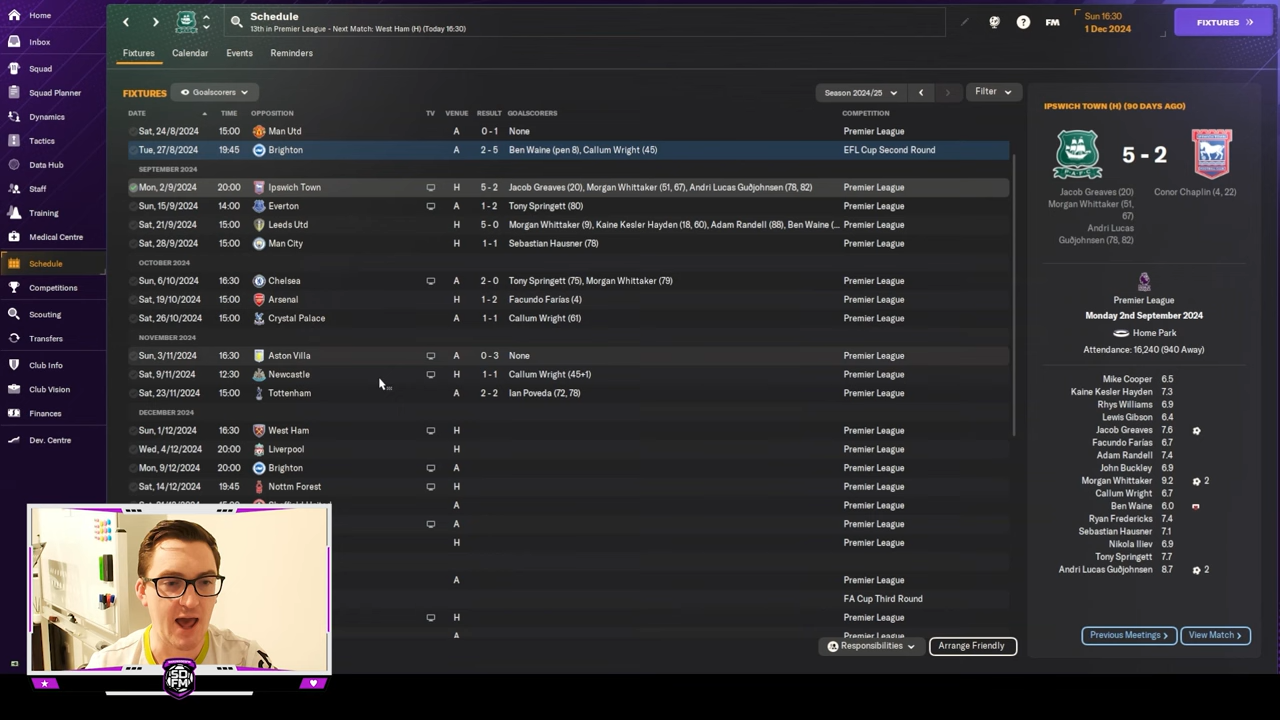 Home
Schedule
13th in Premier League - Next Match: West Ham (H) (Today 16:30)
FM
Sun 16:30
1 Dec 2024
FIXTURES
Inbox
Squad
Squad Planner
Dynamics
Tactics
Data Hub
Staff
Training
Medical Centre
Schedule
Competitions
Scouting
Transfers
Club Info
Club Vision
Finances
Dev. Centre
Fixtures Calendar Events Reminders
FIXTURES Goalscorers Season 2024/25 Filter
DATE TIME OPPOSITION TV VENUE RESULT GOALSCORERS COMPETITION
Sat, 24/8/2024 15:00 Man Utd A 0 - 1 None Premier League
Tue, 27/8/2024 19:45 Brighton A 2 - 5 Ben Waine (pen 8), Callum Wright (45) EFL Cup Second Round
SEPTEMBER 2024
Mon, 2/9/2024 20:00 Ipswich Town H 5 - 2 Jacob Greaves (20), Morgan Whittaker (51, 67), Andri Lucas Guðjohnsen (78, 82) Premier League
Sun, 15/9/2024 14:00 Everton A 1 - 2 Tony Springett (80) Premier League
Sat, 21/9/2024 15:00 Leeds Utd H 5 - 0 Morgan Whittaker (9), Kaine Kesler Hayden (18, 60), Adam Randell (88), Ben Waine (... Premier League
Sat, 28/9/2024 15:00 Man City H 1 - 1 Sebastian Hausner (78) Premier League
OCTOBER 2024
Sun, 6/10/2024 16:30 Chelsea A 2 - 0 Tony Springett (75), Morgan Whittaker (79) Premier League
Sat, 19/10/2024 15:00 Arsenal H 1 - 2 Facundo Farías (4) Premier League
Sat, 26/10/2024 15:00 Crystal Palace A 1 - 1 Callum Wright (61) Premier League
NOVEMBER 2024
Sun, 3/11/2024 16:30 Aston Villa A 0 - 3 None Premier League
Sat, 9/11/2024 12:30 Newcastle H 1 - 1 Callum Wright (45+1) Premier League
Sat, 23/11/2024 15:00 Tottenham A 2 - 2 Ian Poveda (72, 78) Premier League
DECEMBER 2024
Sun, 1/12/2024 16:30 West Ham H Premier League
Wed, 4/12/2024 20:00 Liverpool H Premier League
Mon, 9/12/2024 20:00 Brighton A Premier League
Sat, 14/12/2024 19:45 Nottm Forest H Premier League
A Premier League
A Premier League
H Premier League
A Premier League
FA Cup Third Round
H Premier League
A Premier League
Responsibilities Arrange Friendly
IPSWICH TOWN (H) (90 DAYS AGO)
5 - 2
Jacob Greaves (20) Conor Chaplin (4, 22)
Morgan Whittaker (51,
67)
Andri Lucas
Guðjohnsen (78, 82)
Premier League
Monday 2nd September 2024
Home Park
Attendance: 16,240 (940 Away)
Mike Cooper 6.5
Kaine Kesler Hayden 7.3
Rhys Williams 6.9
Lewis Gibson 6.4
Jacob Greaves 7.6
Facundo Farías 6.7
Adam Randell 7.4
John Buckley 6.9
Morgan Whittaker 9.2 2
Callum Wright 6.7
Ben Waine 6.0
Ryan Fredericks 7.4
Sebastian Hausner 7.1
Nikola Iliev 6.9
Tony Springett 7.7
Andri Lucas Guðjohnsen 8.7 2
Previous Meetings View Match
SD
FM